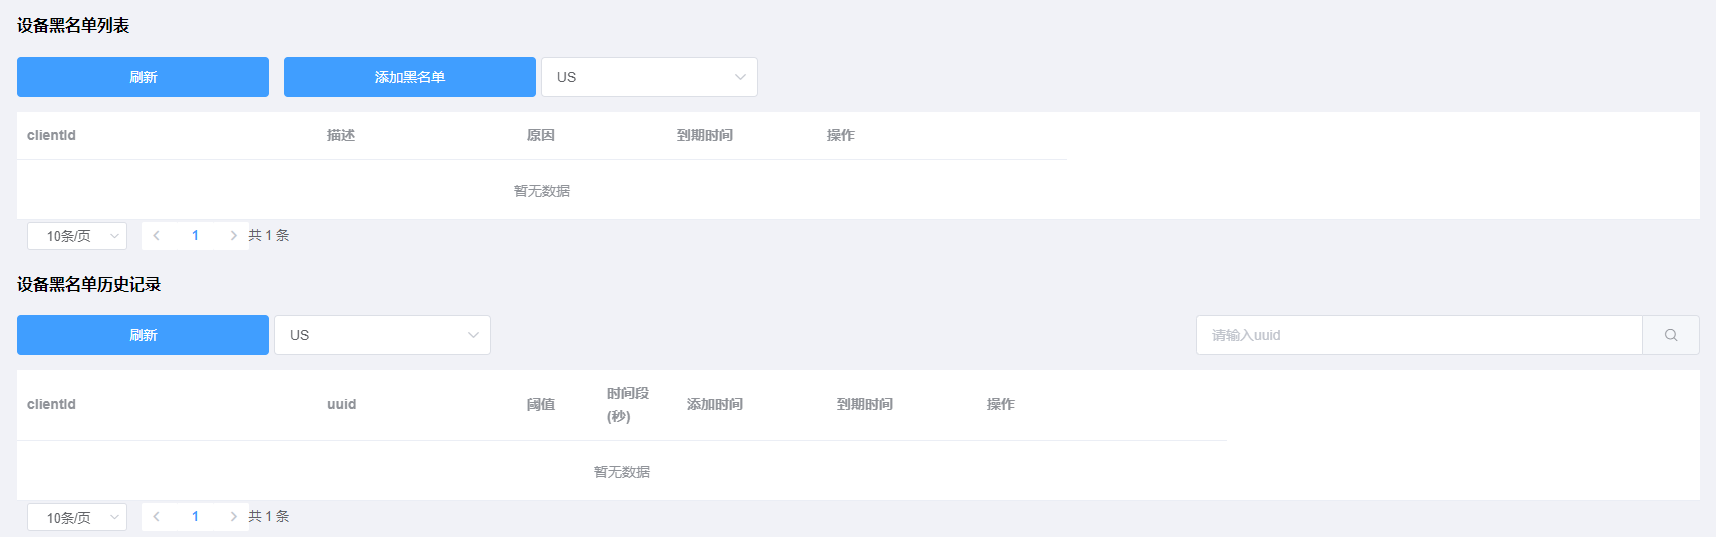 设备黑名单列表
刷新 添加黑名单 US
clientId 描述 原因 到期时间 操作
暂无数据
10条/页 1 共 1 条
设备黑名单历史记录
刷新 US 请输入uuid
clientId uuid 阈值 时间段(秒) 添加时间 到期时间 操作
暂无数据
10条/页 1 共 1 条